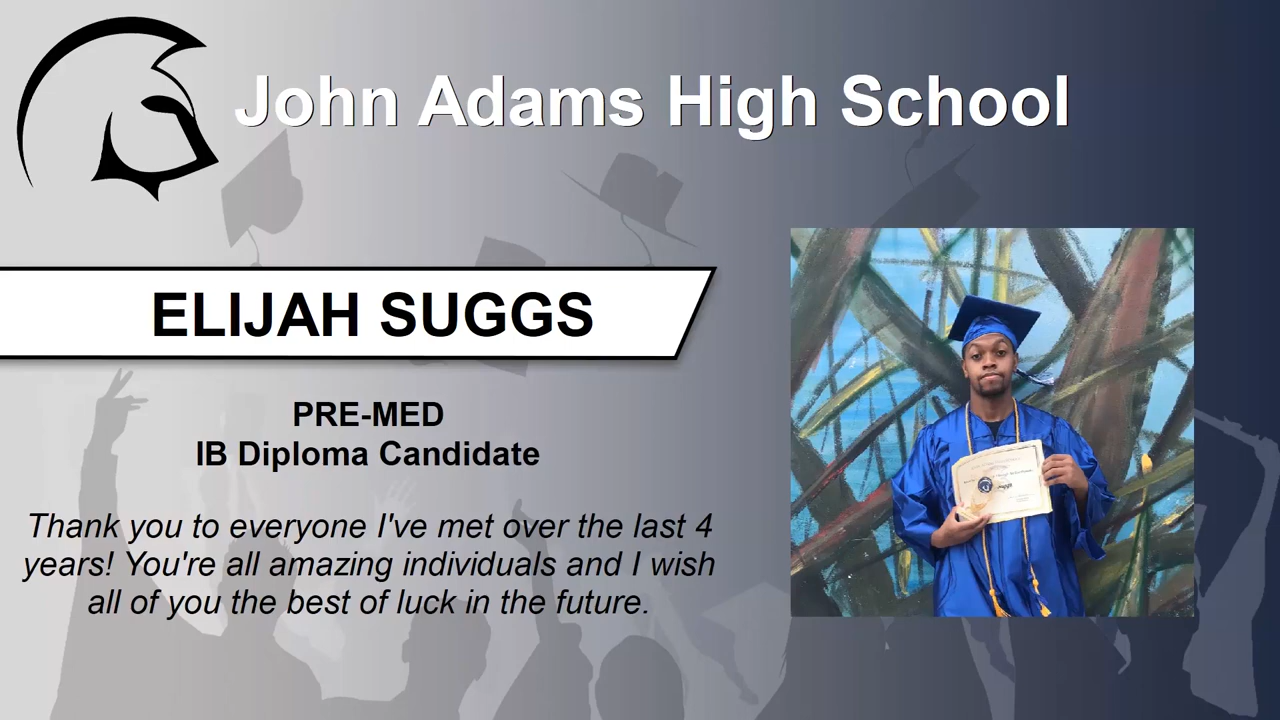 John Adams High School
ELIJAH SUGGS
PRE-MED
IB Diploma Candidate
Thank you to everyone I've met over the last 4
years! You're all amazing individuals and I wish
all of you the best of luck in the future.